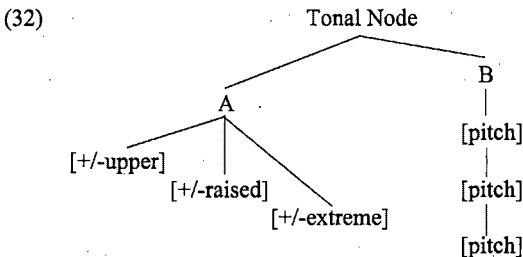 (32) Tonal Node
A B
[+/-upper] [pitch]
[+/-raised] [pitch]
[+/-extreme]
[pitch]